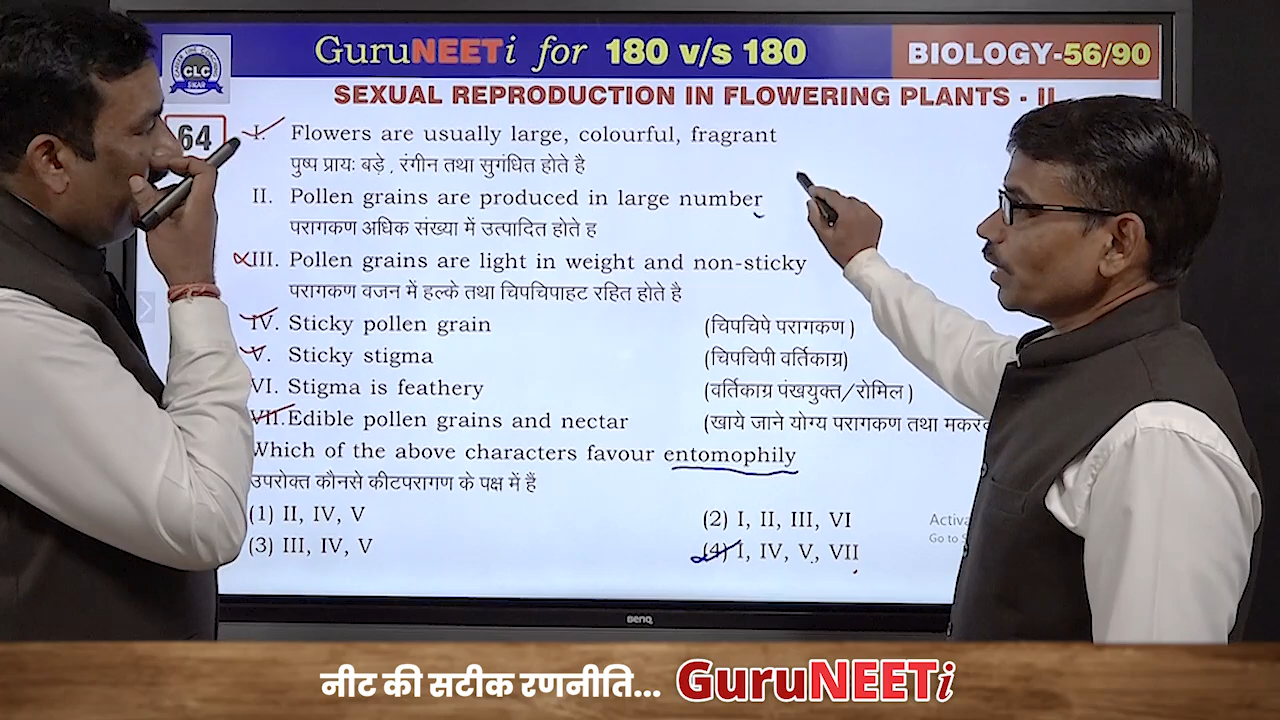 GuruNEETi for 180 v/s 180
BIOLOGY-56/90
CLC
SIKAR
SEXUAL REPRODUCTION IN FLOWERING PLANTS - II
64
I. Flowers are usually large, colourful, fragrant
पुष्प प्रायः बड़े , रंगीन तथा सुगंधित होते है
II. Pollen grains are produced in large number
परागकण अधिक संख्या में उत्पादित होते ह
III. Pollen grains are light in weight and non-sticky
परागकण वजन में हल्के तथा चिपचिपाहट रहित होते है
IV. Sticky pollen grain (चिपचिपे परागकण )
V. Sticky stigma (चिपचिपी वर्तिकाग्र)
VI. Stigma is feathery (वर्तिकाग्र पंखयुक्त/रोमिल )
VII. Edible pollen grains and nectar (खाये जाने योग्य परागकण तथा
Which of the above characters favour entomophily
उपरोक्त कौनसे कीटपरागण के पक्ष में हैं
(1) II, IV, V (2) I, II, III, VI
(3) III, IV, V (4) I, IV, V, VII
Go to
BenQ
नीट की सटीक रणनीति... GuruNEETi